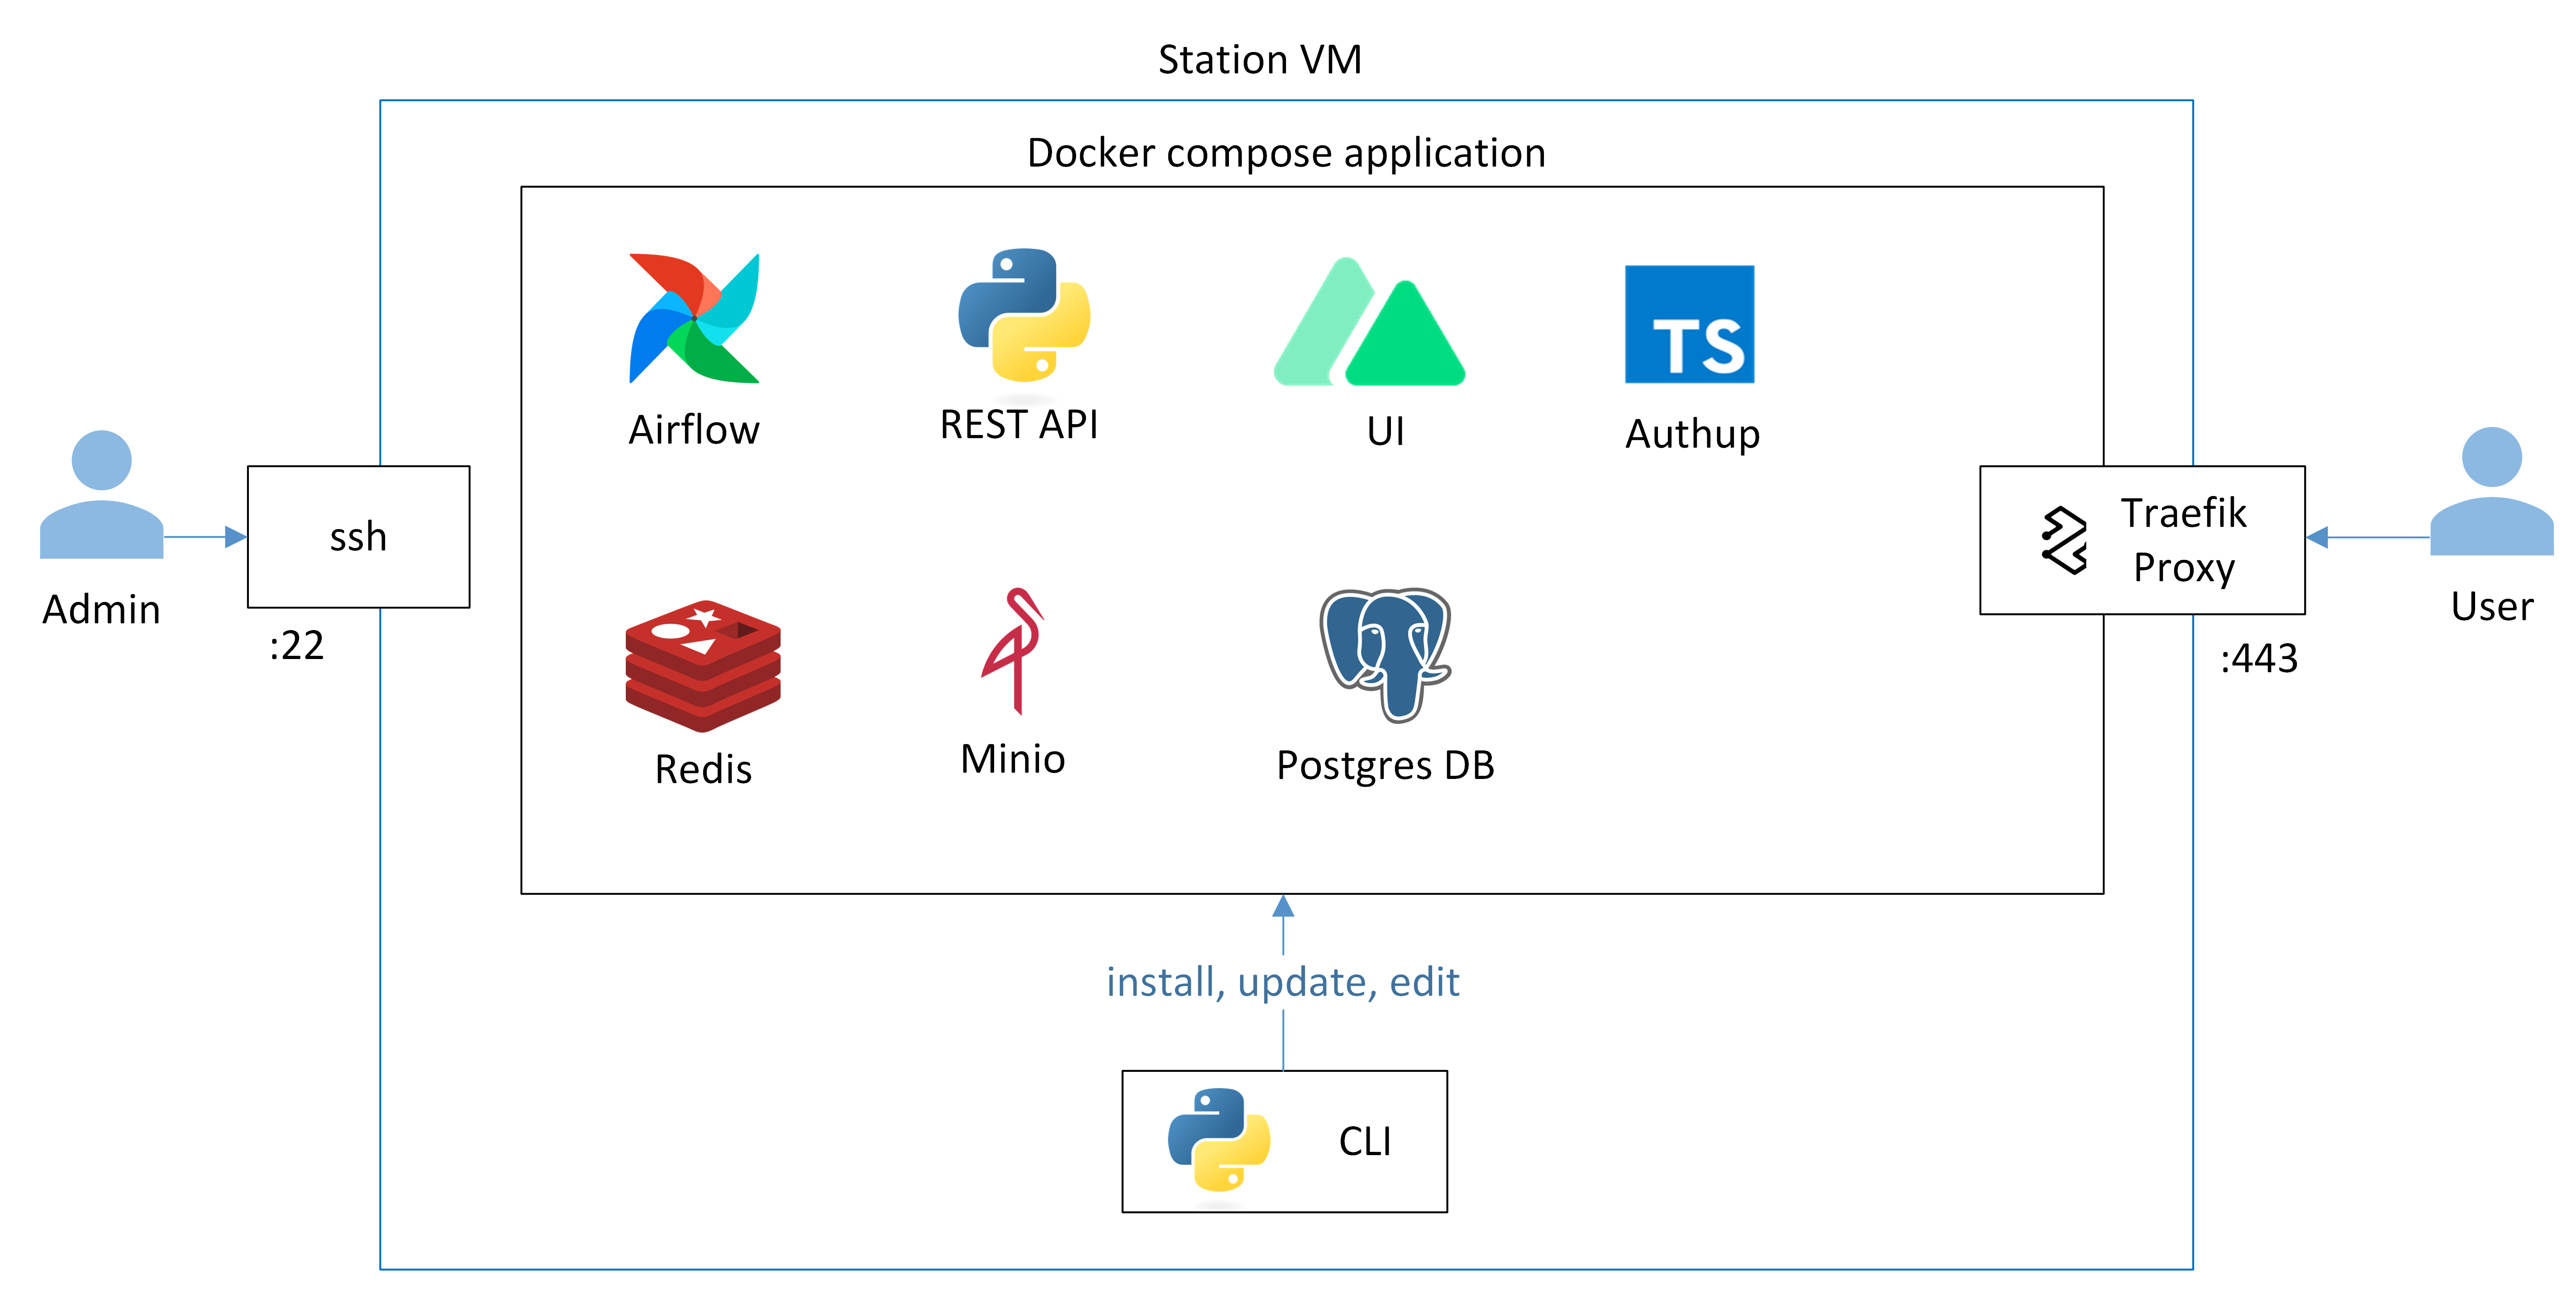 Station VM
Docker compose application
Airflow
REST API
UI
TS
Authup
Admin
ssh
:22
Traefik
Proxy
:443
User
Redis
Minio
Postgres DB
install, update, edit
CLI